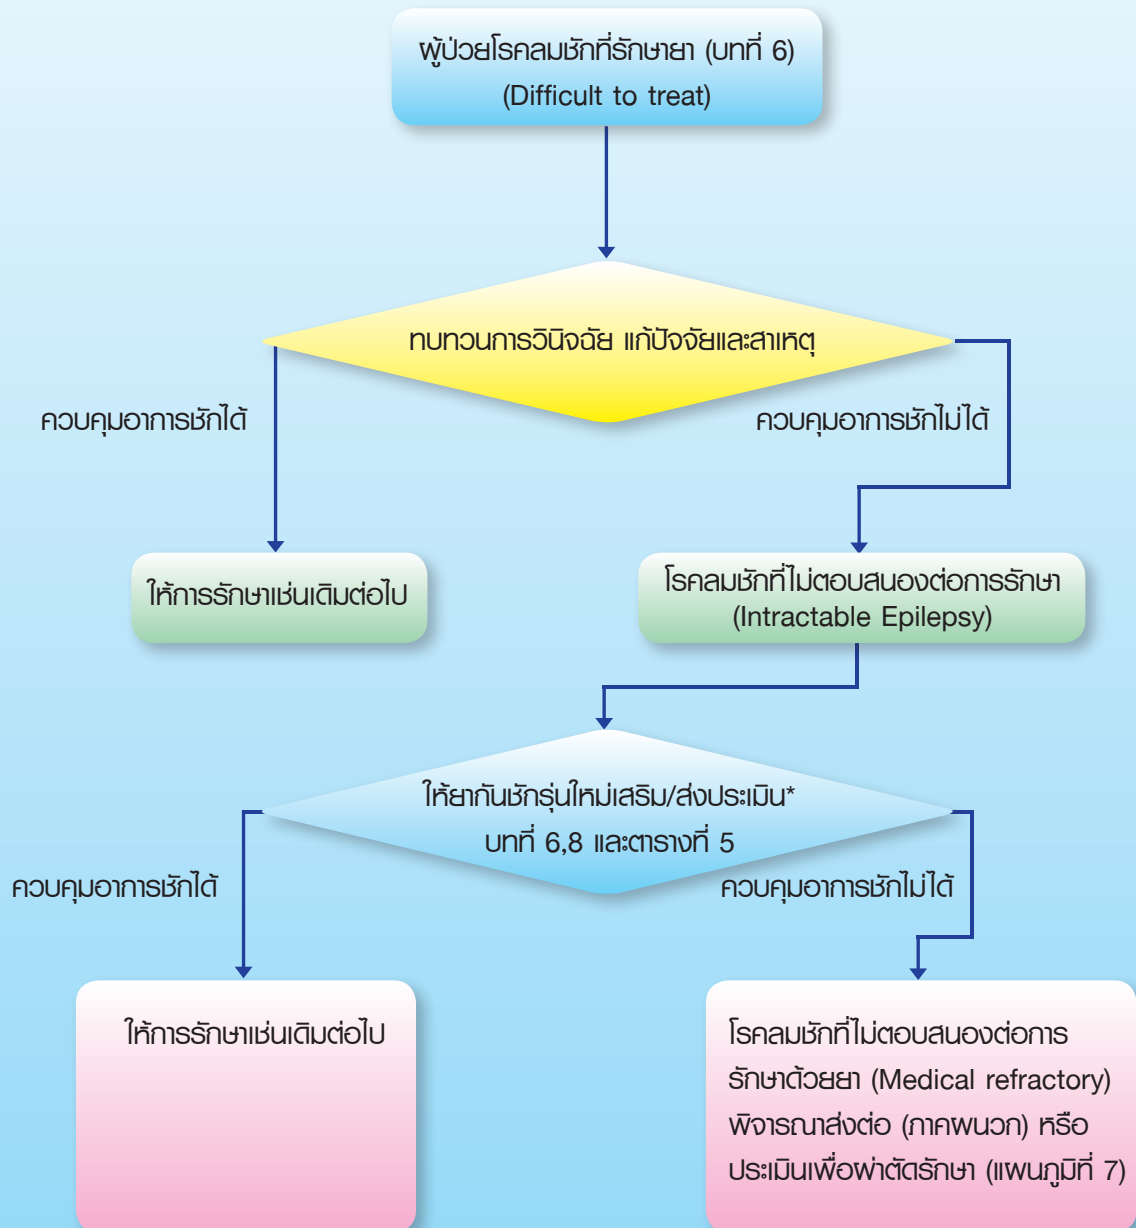 ผู้ป่วยโรคลมชักที่รักษายา (บทที่ 6)
(Difficult to treat)
ทบทวนการวินิจฉัย แก้ปัจจัยและสาเหตุ
ควบคุมอาการชักได้
ควบคุมอาการชักไม่ได้
ให้การรักษาเช่นเดิมต่อไป
โรคลมชักที่ไม่ตอบสนองต่อการรักษา
(Intractable Epilepsy)
ให้ยากันชักรุ่นใหม่เสริม/ส่งประเมิน*
บทที่ 6,8 และตารางที่ 5
ควบคุมอาการชักได้
ควบคุมอาการชักไม่ได้
ให้การรักษาเช่นเดิมต่อไป
โรคลมชักที่ไม่ตอบสนองต่อการ
รักษาด้วยยา (Medical refractory)
พิจารณาส่งต่อ (ภาคผนวก) หรือ
ประเมินเพื่อผ่าตัดรักษา (แผนภูมิที่ 7)